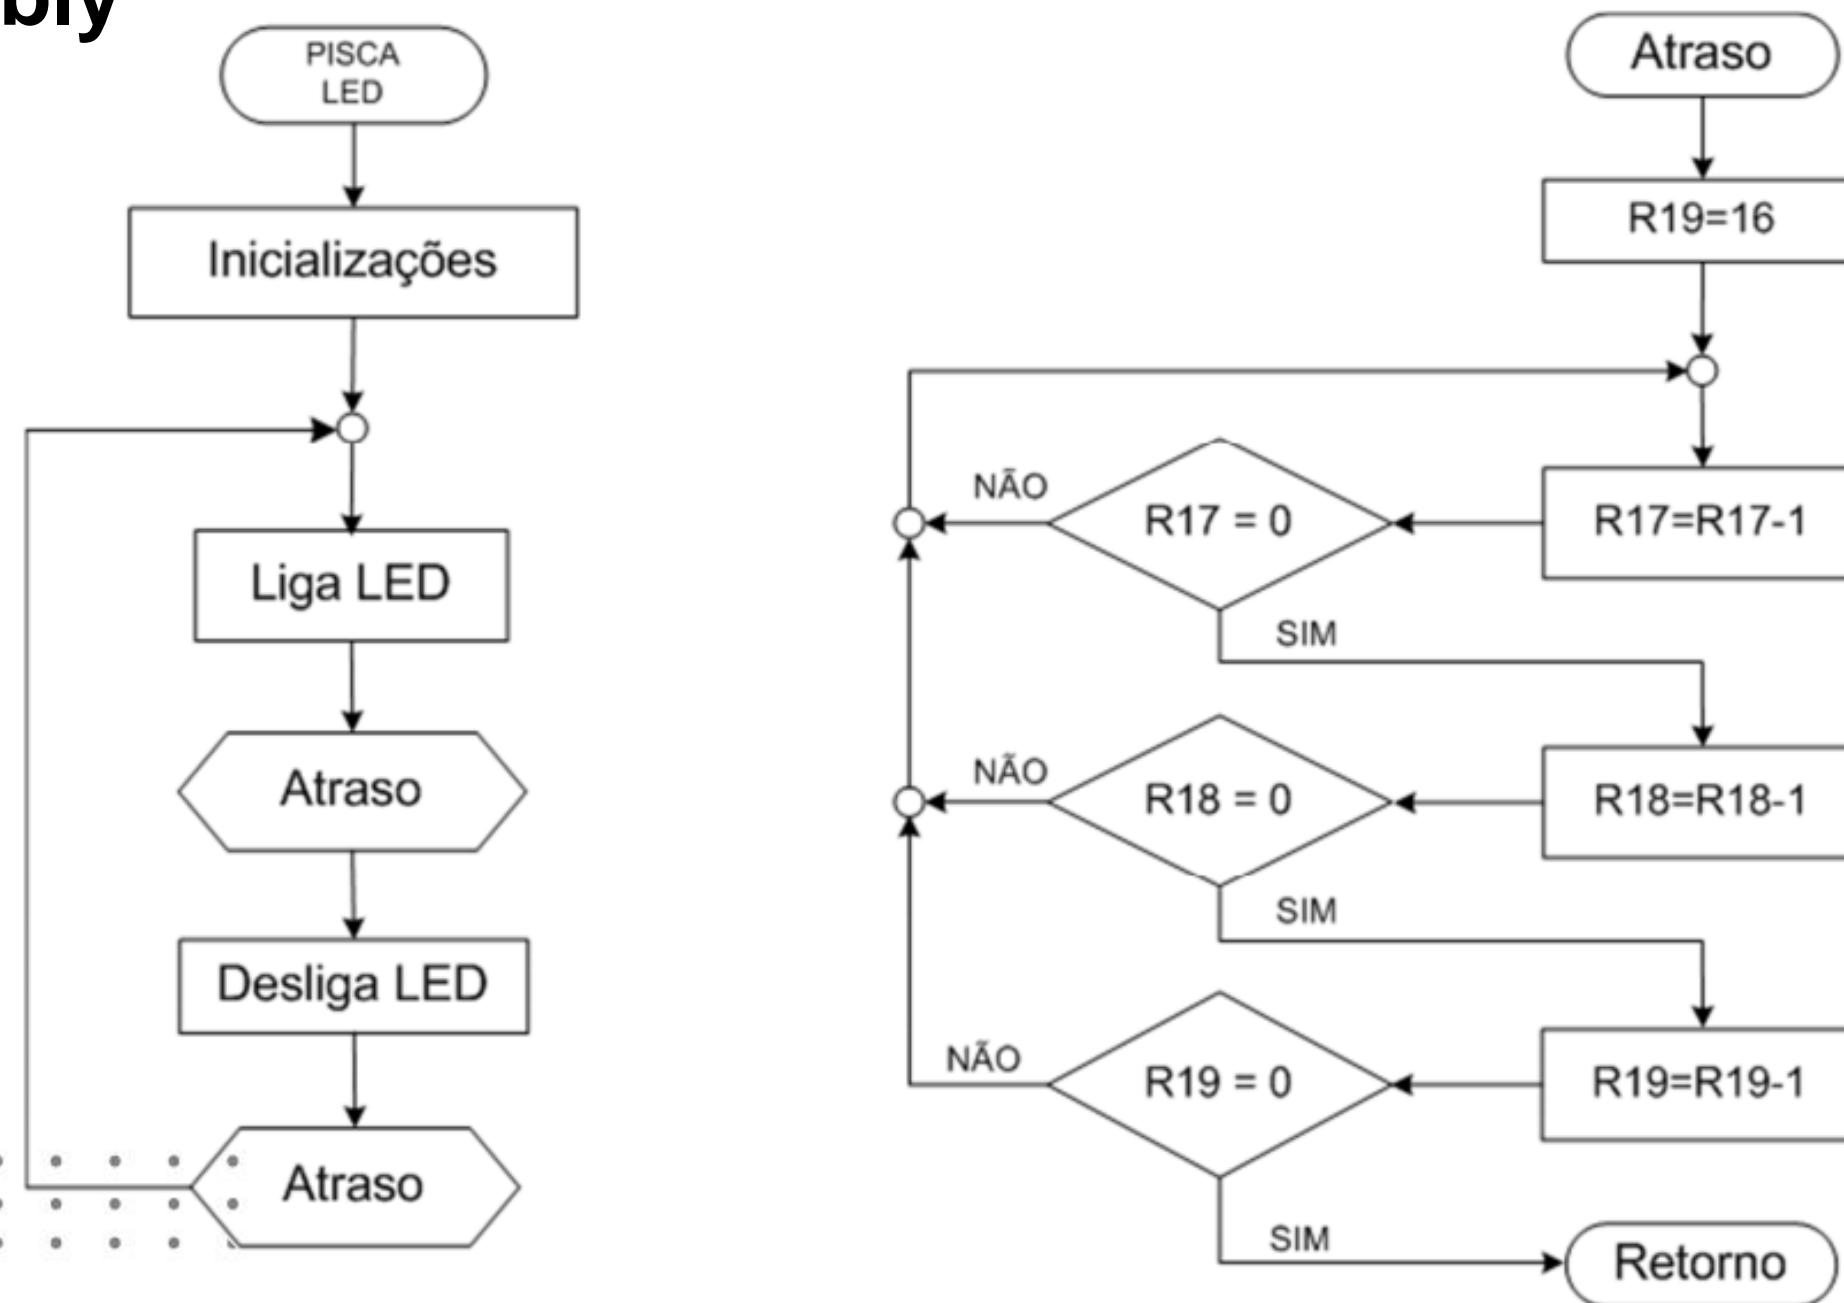 PISCA
LED
Inicializações
Liga LED
Atraso
Desliga LED
Atraso
Atraso
R19=16
R17=R17-1
R17 = 0
NÃO
SIM
R18=R18-1
R18 = 0
NÃO
SIM
R19=R19-1
R19 = 0
NÃO
SIM
Retorno